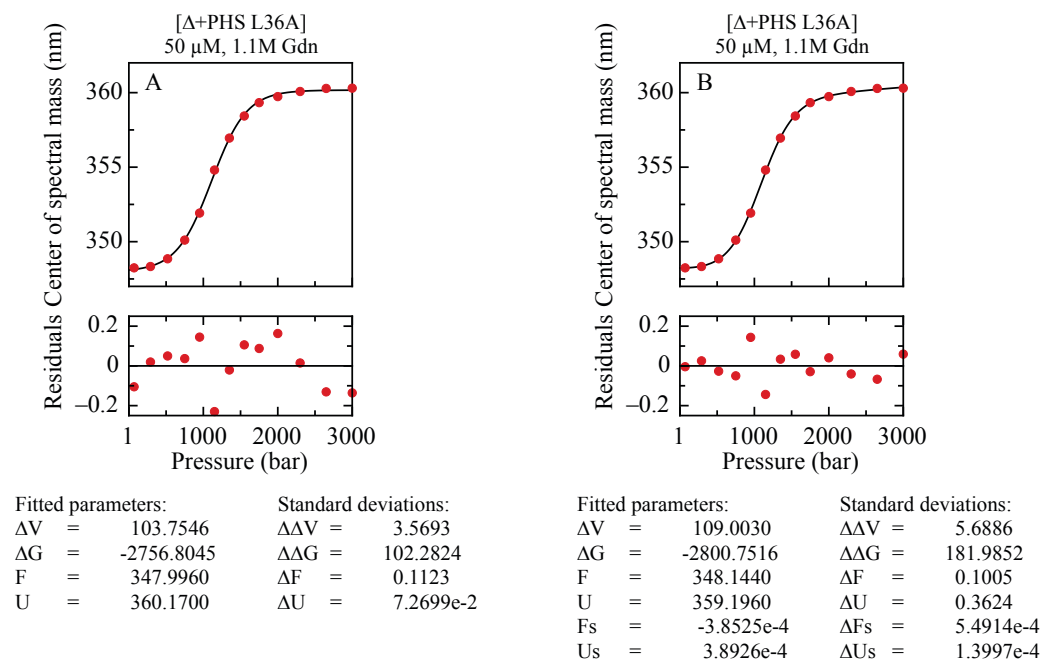 [Δ+PHS L36A]
50 µM, 1.1M Gdn
A
Center of spectral mass (nm)
360
355
350
Residuals
0.2
0
–0.2
1 1000 2000 3000
Pressure (bar)
Fitted parameters: Standard deviations:
ΔV = 103.7546 ΔΔV = 3.5693
ΔG = -2756.8045 ΔΔG = 102.2824
F = 347.9960 ΔF = 0.1123
U = 360.1700 ΔU = 7.2699e-2
[Δ+PHS L36A]
50 µM, 1.1M Gdn
B
Center of spectral mass (nm)
360
355
350
Residuals
0.2
0
–0.2
1 1000 2000 3000
Pressure (bar)
Fitted parameters: Standard deviations:
ΔV = 109.0030 ΔΔV = 5.6886
ΔG = -2800.7516 ΔΔG = 181.9852
F = 348.1440 ΔF = 0.1005
U = 359.1960 ΔU = 0.3624
Fs = -3.8525e-4 ΔFs = 5.4914e-4
Us = 3.8926e-4 ΔUs = 1.3997e-4